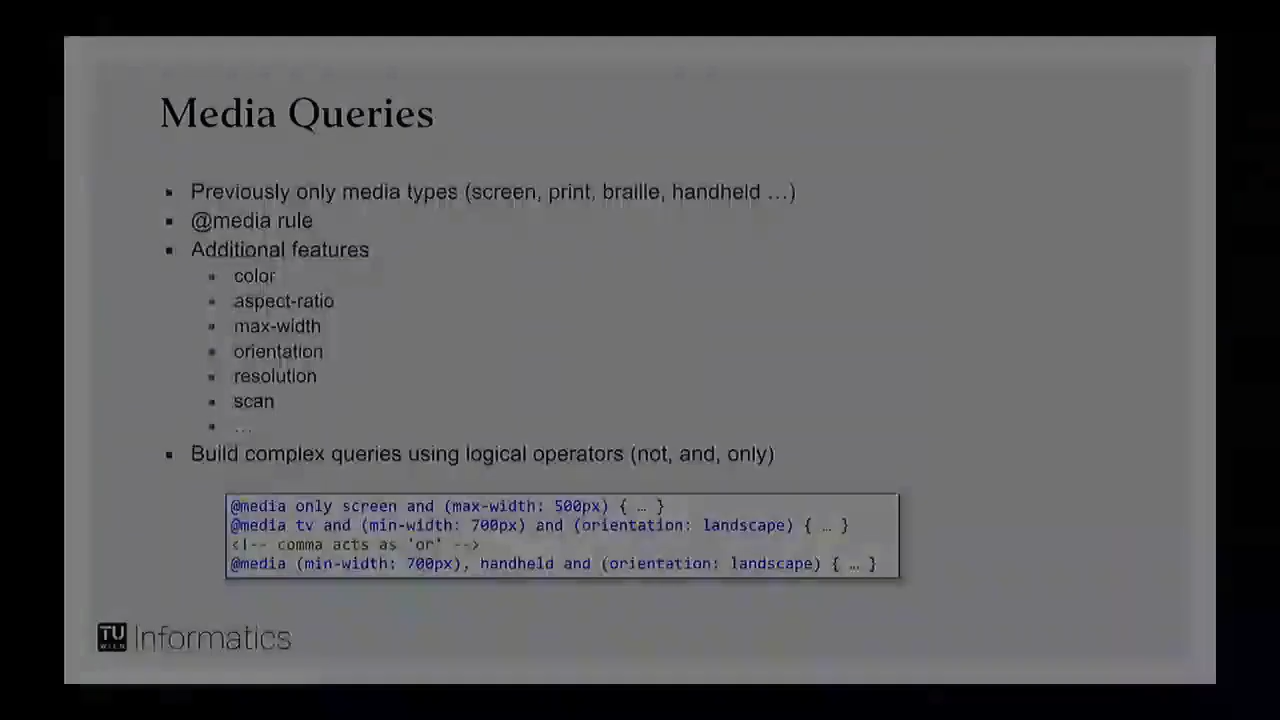 Media Queries
Previously only media types (screen, print, braille, handheld …)
@media rule
Additional features
color
aspect-ratio
max-width
orientation
resolution
scan
…
Build complex queries using logical operators (not, and, only)
@media only screen and (max-width: 500px) { … }
@media tv and (min-width: 700px) and (orientation: landscape) { … }
<!-- comma acts as 'or' -->
@media (min-width: 700px), handheld and (orientation: landscape) { … }
TU Informatics
WIEN